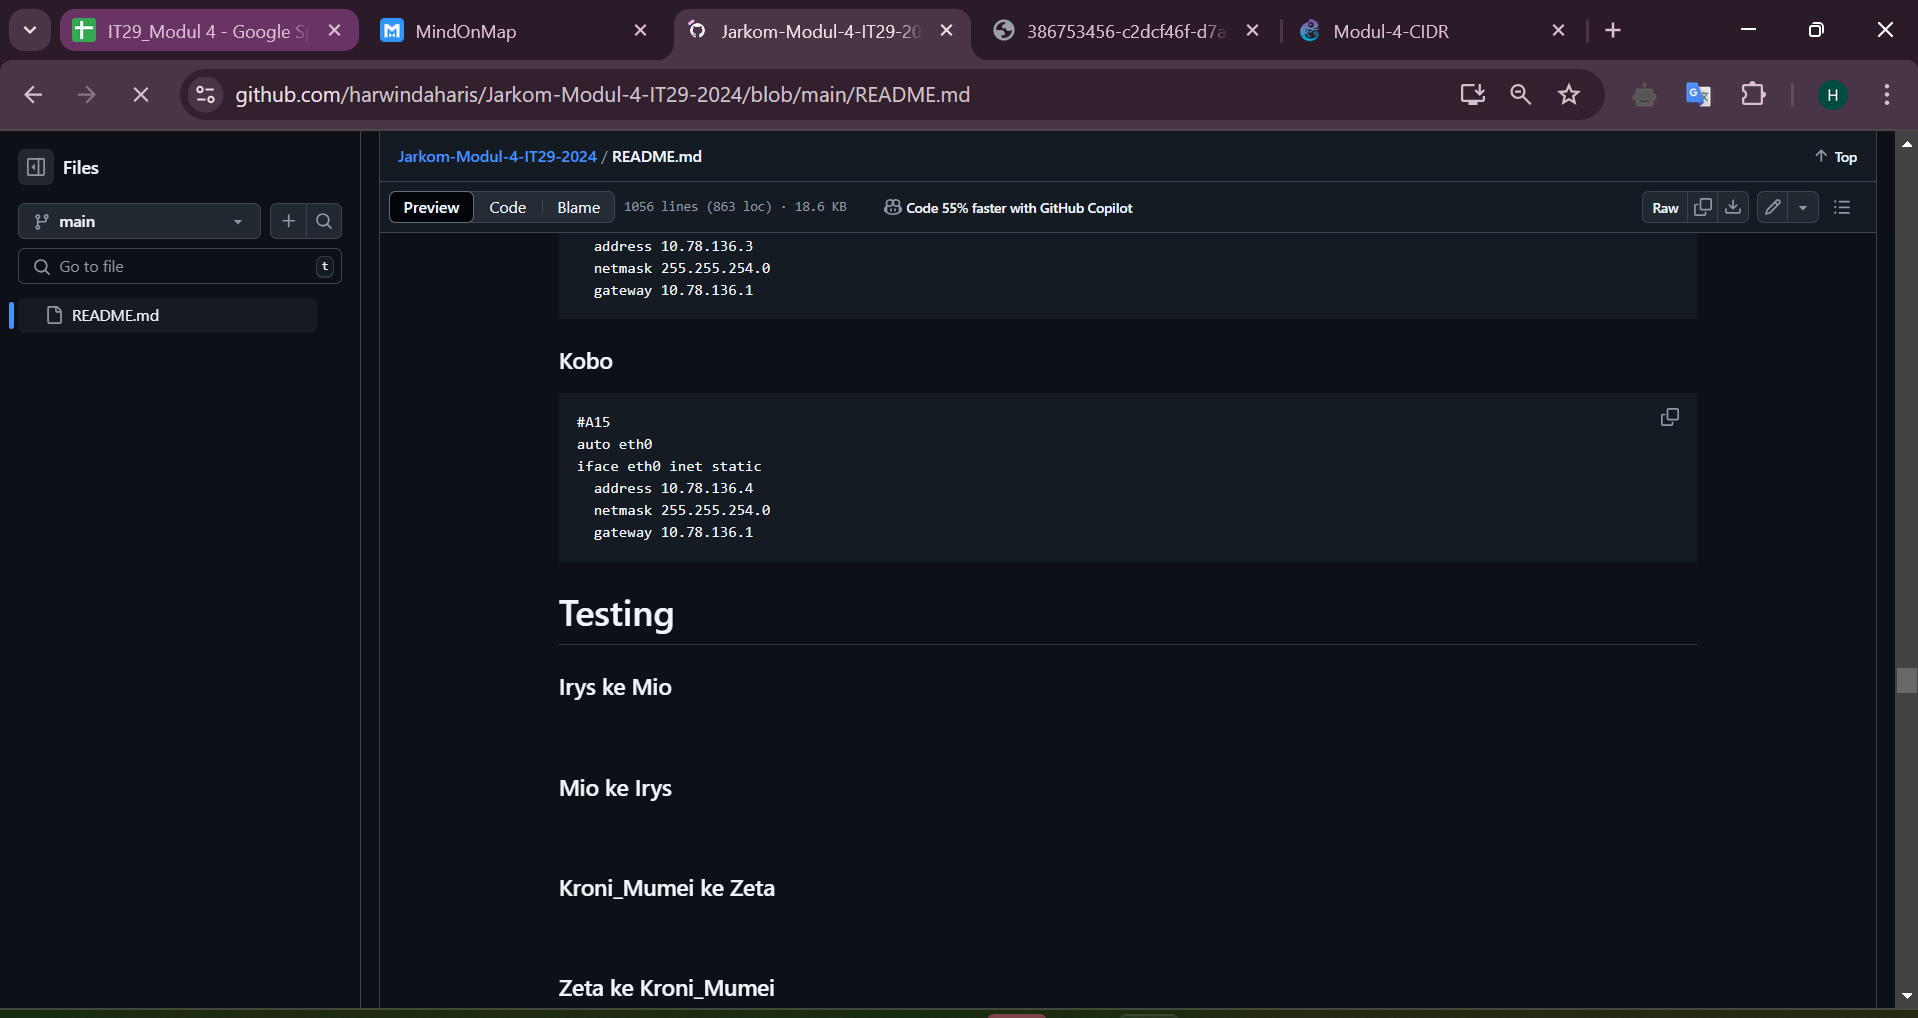 IT29_Modul 4 - Google S
MindOnMap
Jarkom-Modul-4-IT29-20
386753456-c2dcf46f-d7a
Modul-4-CIDR
github.com/harwindaharis/Jarkom-Modul-4-IT29-2024/blob/main/README.md
H
Files
Jarkom-Modul-4-IT29-2024 / README.md
Top
main
Preview
Code
Blame
1056 lines (863 loc) · 18.6 KB
Code 55% faster with GitHub Copilot
Raw
Go to file
t
README.md
address 10.78.136.3
netmask 255.255.254.0
gateway 10.78.136.1
Kobo
#A15
auto eth0
iface eth0 inet static
address 10.78.136.4
netmask 255.255.254.0
gateway 10.78.136.1
Testing
Irys ke Mio
Mio ke Irys
Kroni_Mumei ke Zeta
Zeta ke Kroni_Mumei